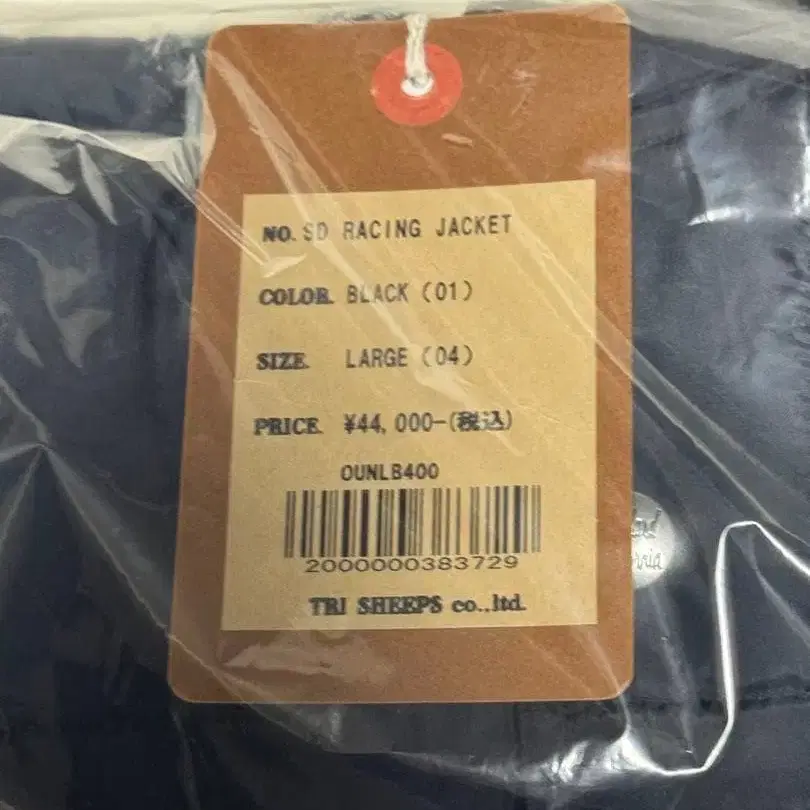 NO. SD RACING JACKET
COLOR. BLACK (01)
SIZE. LARGE (04)
PRICE. ¥44,000-(税込)
OUNLB400
2000000383729
TRI SHEEPS co.,ltd.